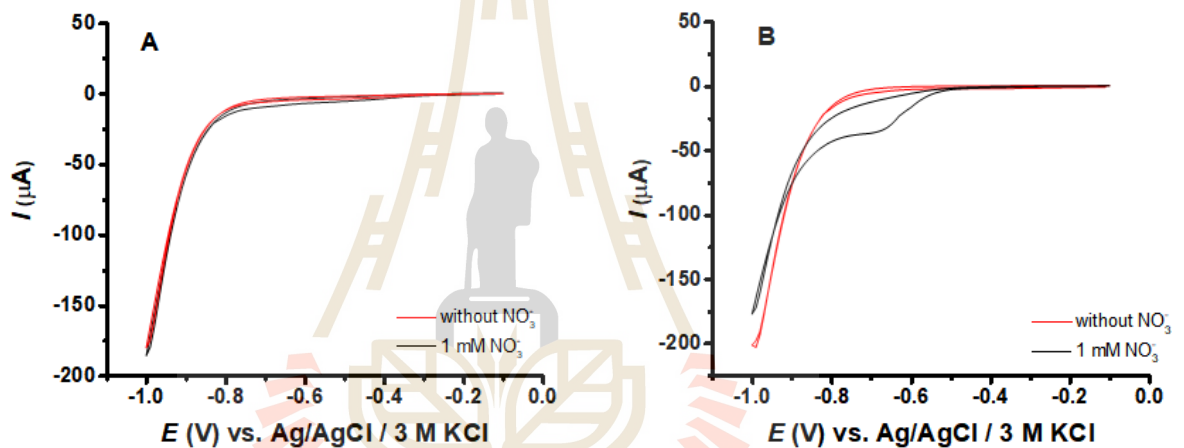 A
50
0
-50
-100
-150
-200
I (μA)
without NO₃⁻
1 mM NO₃⁻
-1.0 -0.8 -0.6 -0.4 -0.2 0.0
E (V) vs. Ag/AgCl / 3 M KCl
B
50
0
-50
-100
-150
-200
I (μA)
without NO₃⁻
1 mM NO₃⁻
-1.0 -0.8 -0.6 -0.4 -0.2 0.0
E (V) vs. Ag/AgCl / 3 M KCl